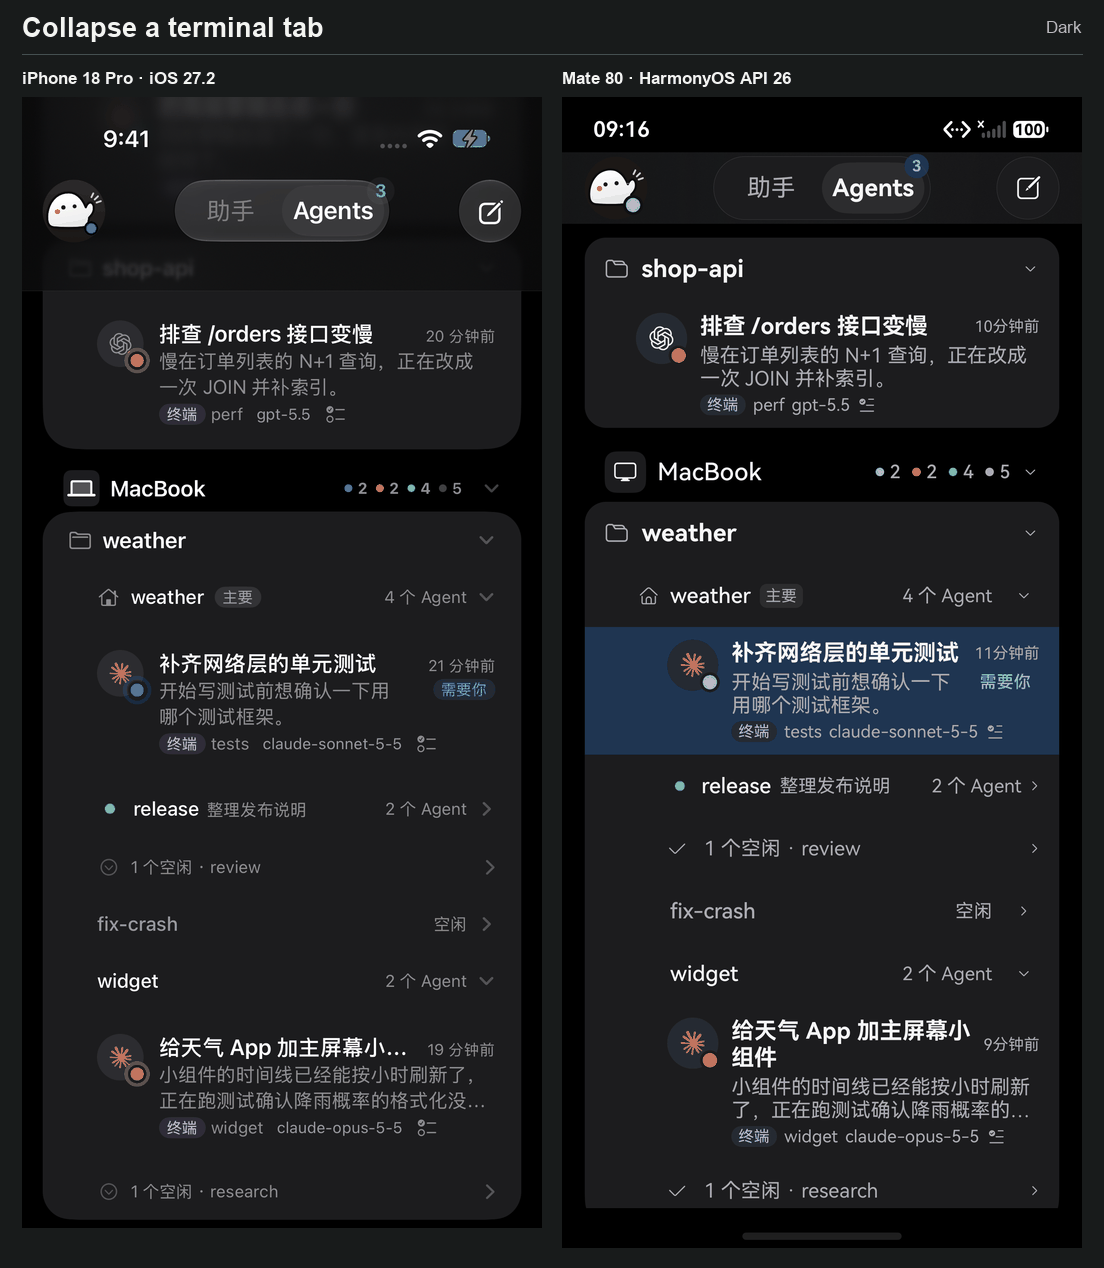 Collapse a terminal tab
Dark
iPhone 18 Pro · iOS 27.2
9:41
助手
Agents
3
shop-api
排查 /orders 接口变慢
20 分钟前
慢在订单列表的 N+1 查询，正在改成
一次 JOIN 并补索引。
终端 perf gpt-5.5
MacBook
2 2 4 5
weather
weather 主要
4 个 Agent
补齐网络层的单元测试
21 分钟前
开始写测试前想确认一下用
需要你
哪个测试框架。
终端 tests claude-sonnet-5-5
release 整理发布说明
2 个 Agent
1 个空闲 · review
fix-crash
空闲
widget
2 个 Agent
给天气 App 加主屏幕小...
19 分钟前
小组件的时间线已经能按小时刷新了，
正在跑测试确认降雨概率的格式化没...
终端 widget claude-opus-5-5
1 个空闲 · research
Mate 80 · HarmonyOS API 26
09:16
100
助手
Agents
3
shop-api
排查 /orders 接口变慢
10分钟前
慢在订单列表的 N+1 查询，正在改成
一次 JOIN 并补索引。
终端 perf gpt-5.5
MacBook
2 2 4 5
weather
weather 主要
4 个 Agent
补齐网络层的单元测试
11分钟前
开始写测试前想确认一下
需要你
用哪个测试框架。
终端 tests claude-sonnet-5-5
release 整理发布说明
2 个 Agent
1 个空闲 · review
fix-crash
空闲
widget
2 个 Agent
给天气 App 加主屏幕小
组件
9分钟前
小组件的时间线已经能按小时刷新
了，正在跑测试确认降雨概率的...
终端 widget claude-opus-5-5
1 个空闲 · research